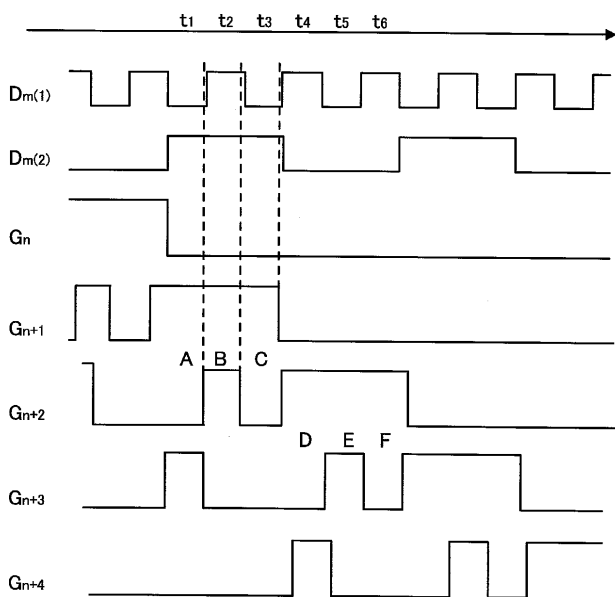 t1 t2 t3 t4 t5 t6
Dm(1)
Dm(2)
Gn
Gn+1
A B C
Gn+2
D E F
Gn+3
Gn+4